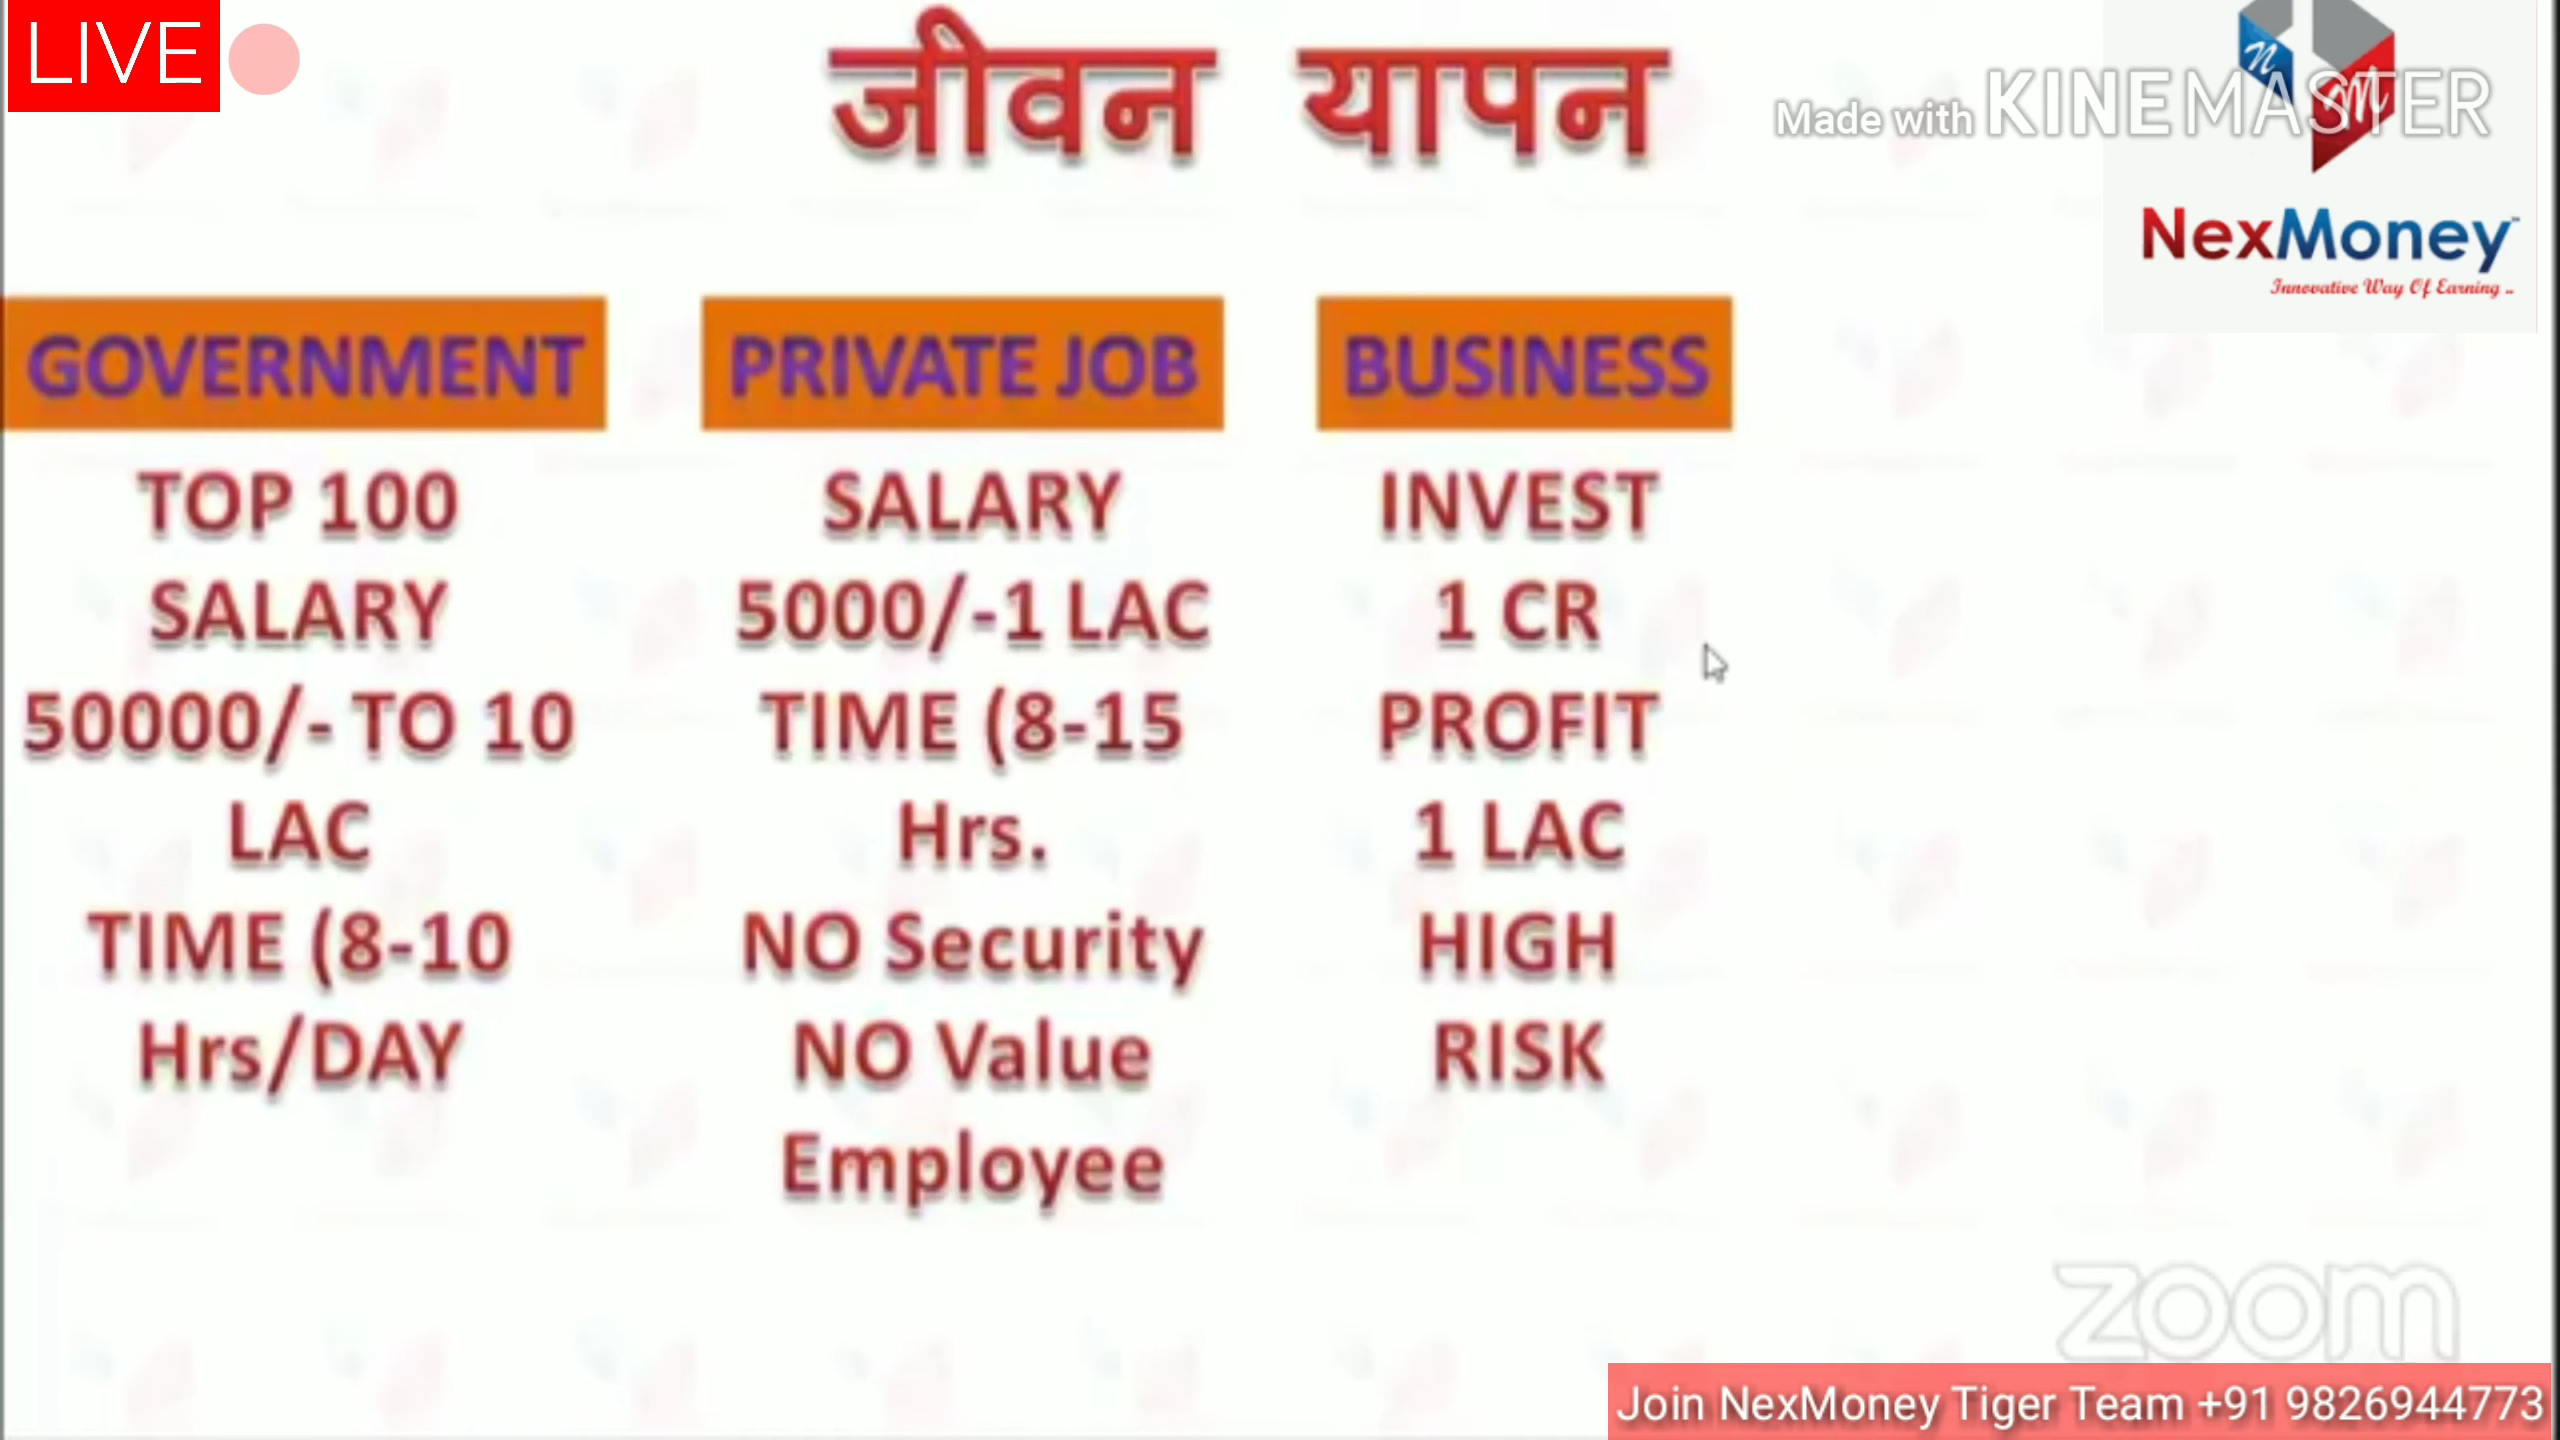 LIVE
जीवन यापन
Made with KINEMASTER
n
m
NexMoney™
Innovative Way Of Earning ..
GOVERNMENT
TOP 100
SALARY
50000/- TO 10
LAC
TIME (8-10
Hrs/DAY
PRIVATE JOB
SALARY
5000/-1 LAC
TIME (8-15
Hrs.
NO Security
NO Value
Employee
BUSINESS
INVEST
1 CR
PROFIT
1 LAC
HIGH
RISK
zoom
Join NexMoney Tiger Team +91 9826944773